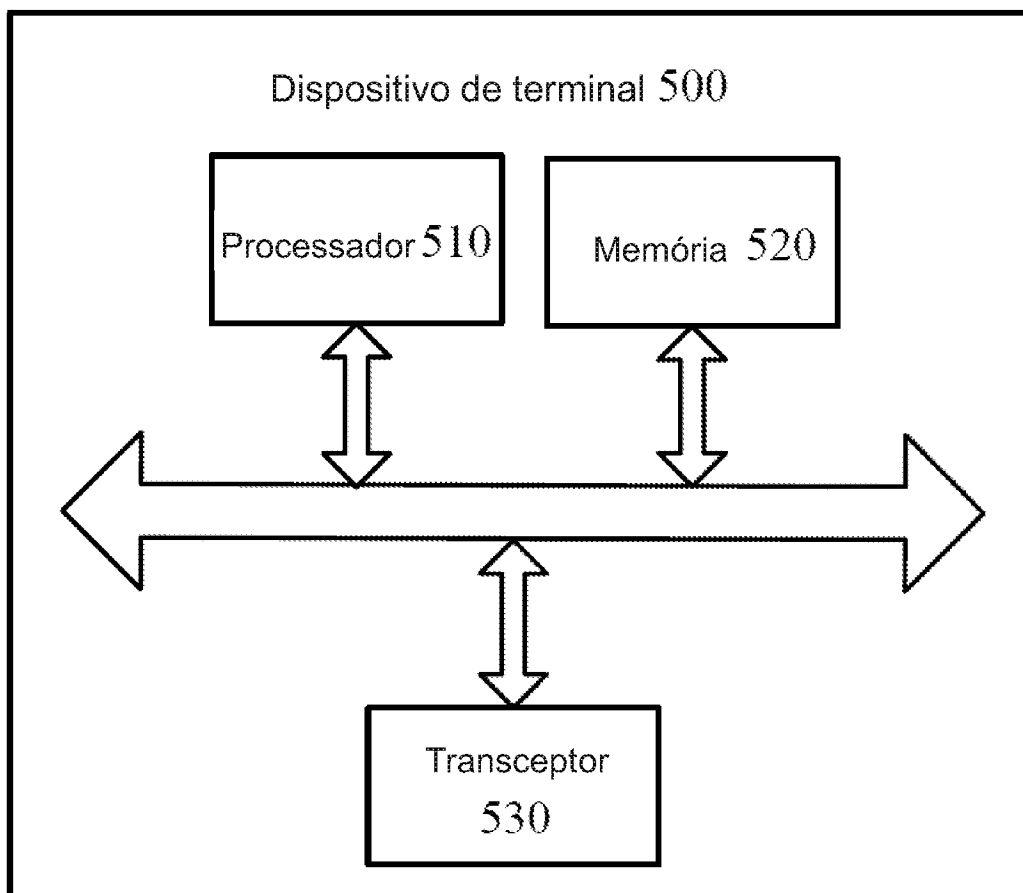 Dispositivo de terminal 500
Processador 510
Memória 520
Transceptor
530